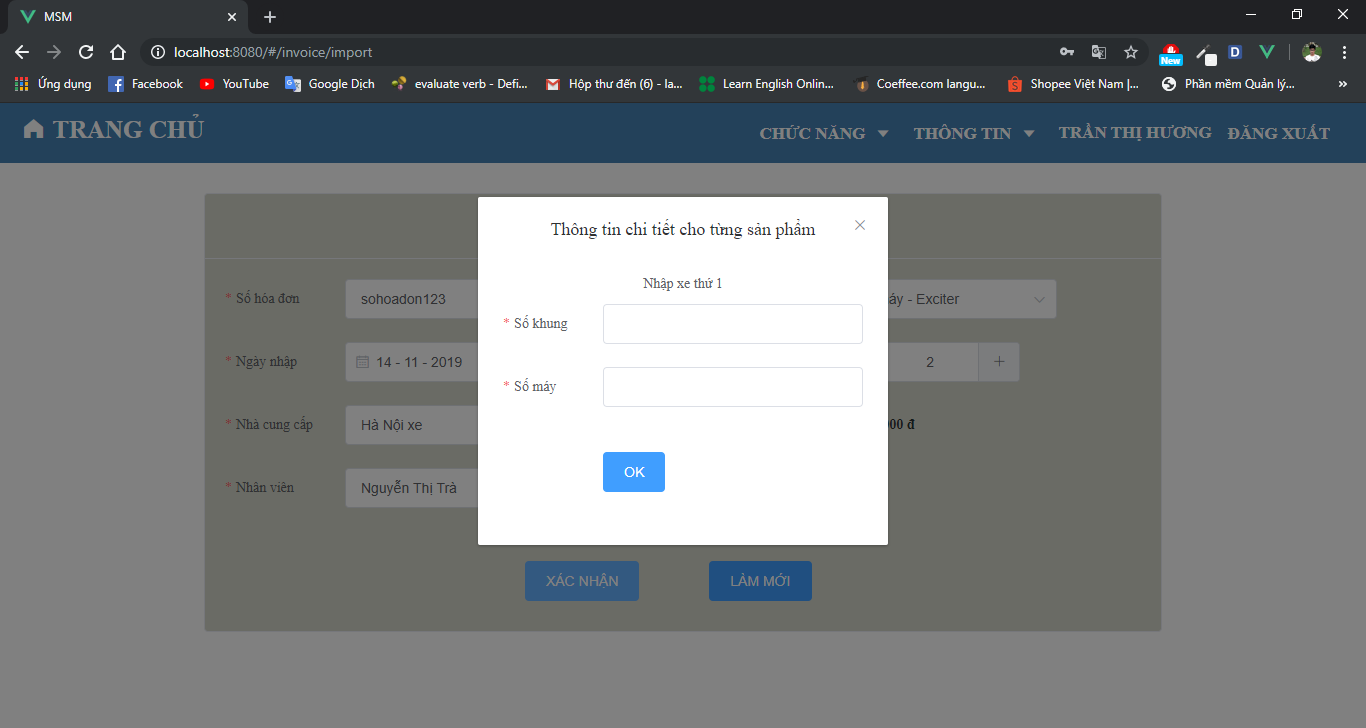 MSM
localhost:8080/#/invoice/import
New
D
Ứng dụng
Facebook
YouTube
Google Dịch
evaluate verb - Defi...
Hộp thư đến (6) - la...
Learn English Onlin...
Coeffee.com langu...
Shopee Việt Nam |...
Phần mềm Quản lý...
»
TRANG CHỦ
CHỨC NĂNG
THÔNG TIN
TRẦN THỊ HƯƠNG
ĐĂNG XUẤT
Thông tin chi tiết cho từng sản phẩm
Nhập xe thứ 1
* Số khung
* Số máy
OK
* Số hóa đơn
sohoadon123
áy - Exciter
* Ngày nhập
14 - 11 - 2019
2
+
* Nhà cung cấp
Hà Nội xe
00 đ
* Nhân viên
Nguyễn Thị Trà
XÁC NHẬN
LÀM MỚI